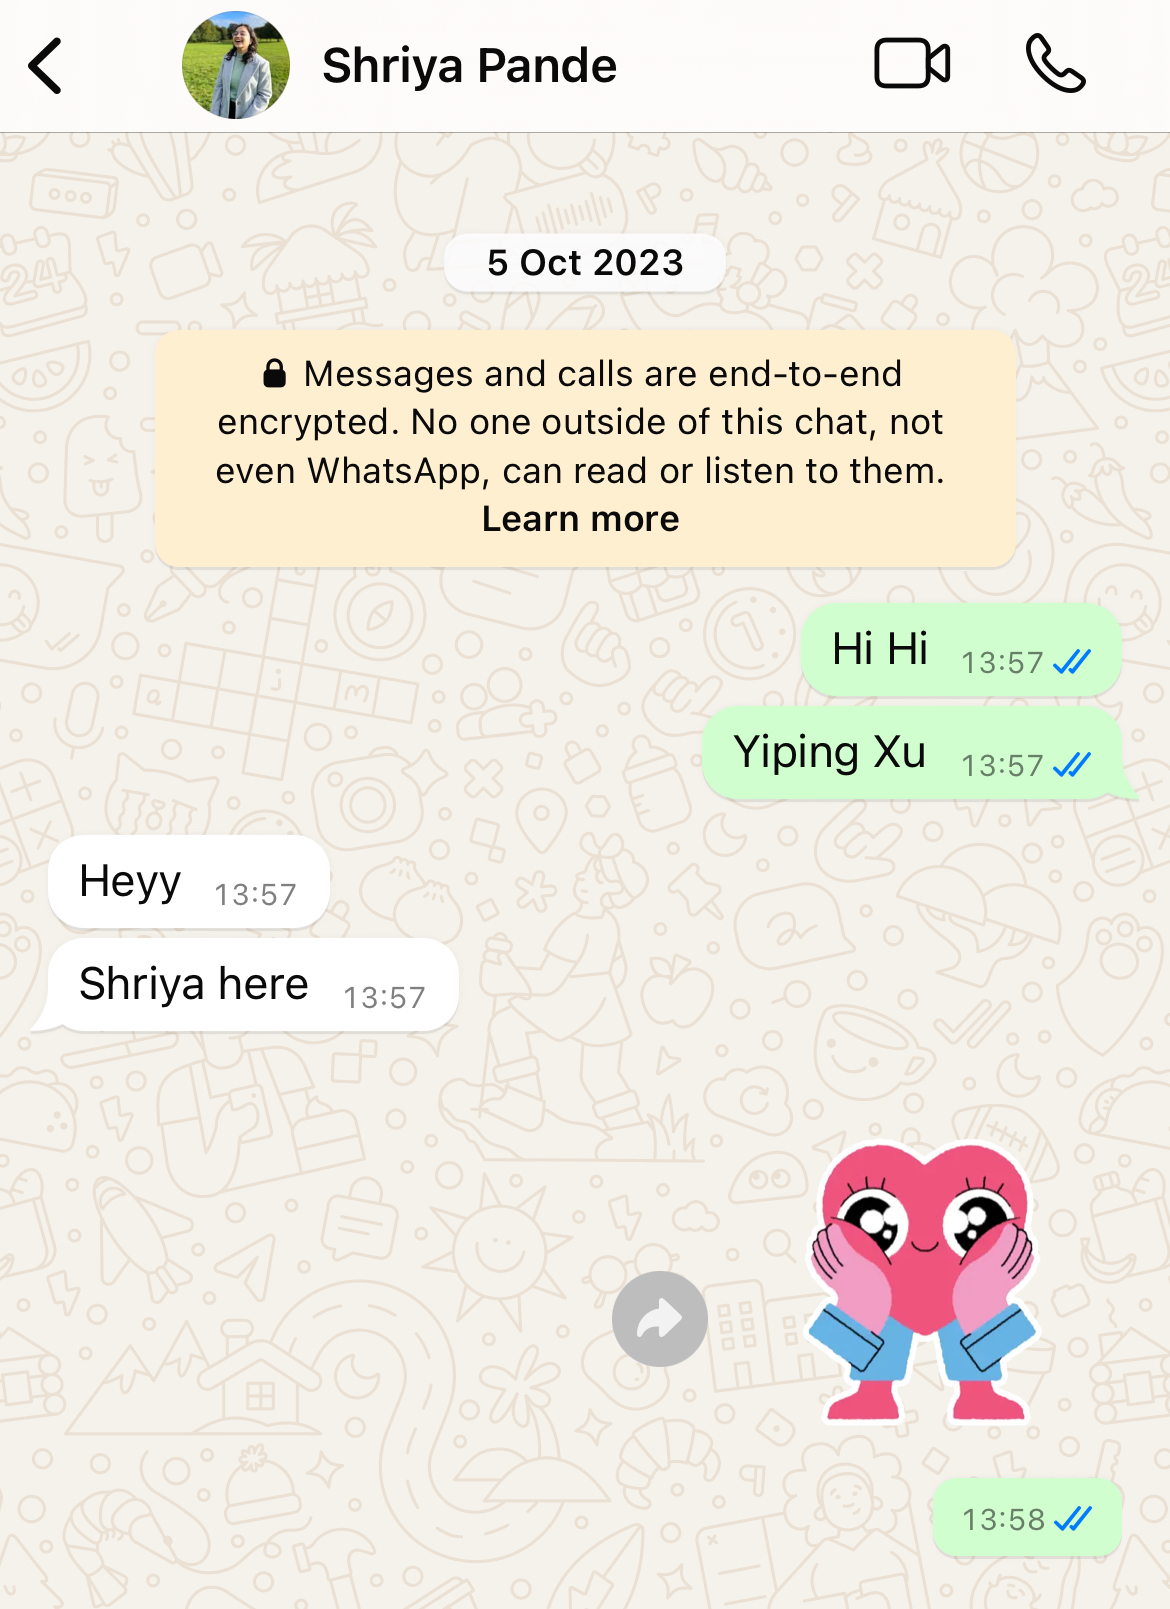 Shriya Pande
5 Oct 2023
Messages and calls are end-to-end
encrypted. No one outside of this chat, not
even WhatsApp, can read or listen to them.
Learn more
Hi Hi 13:57
Yiping Xu 13:57
Heyy 13:57
Shriya here 13:57
13:58